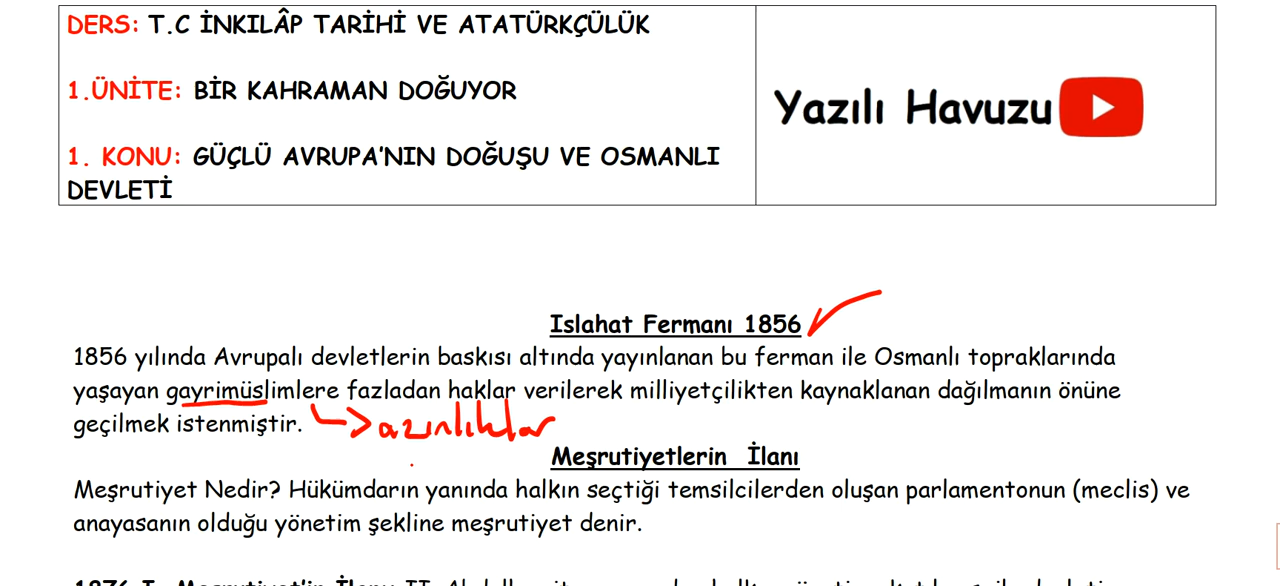 DERS: T.C İNKILÂP TARİHİ VE ATATÜRKÇÜLÜK
1.ÜNİTE: BİR KAHRAMAN DOĞUYOR
1. KONU: GÜÇLÜ AVRUPA'NIN DOĞUŞU VE OSMANLI
DEVLETİ
Yazılı Havuzu
Islahat Fermanı 1856
1856 yılında Avrupalı devletlerin baskısı altında yayınlanan bu ferman ile Osmanlı topraklarında
yaşayan gayrimüslimlere fazladan haklar verilerek milliyetçilikten kaynaklanan dağılmanın önüne
geçilmek istenmiştir.
azınlıklar
Meşrutiyetlerin İlanı
Meşrutiyet Nedir? Hükümdarın yanında halkın seçtiği temsilcilerden oluşan parlamentonun (meclis) ve
anayasanın olduğu yönetim şekline meşrutiyet denir.